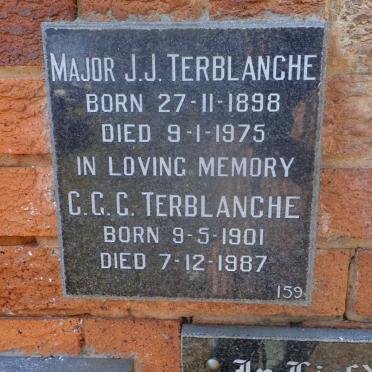 MAJOR J.J. TERBLANCHE
BORN 27-11-1898
DIED 9-1-1975
IN LOVING MEMORY
C.C.C. TERBLANCHE
BORN 9-5-1901
DIED 7-12-1987
159
In